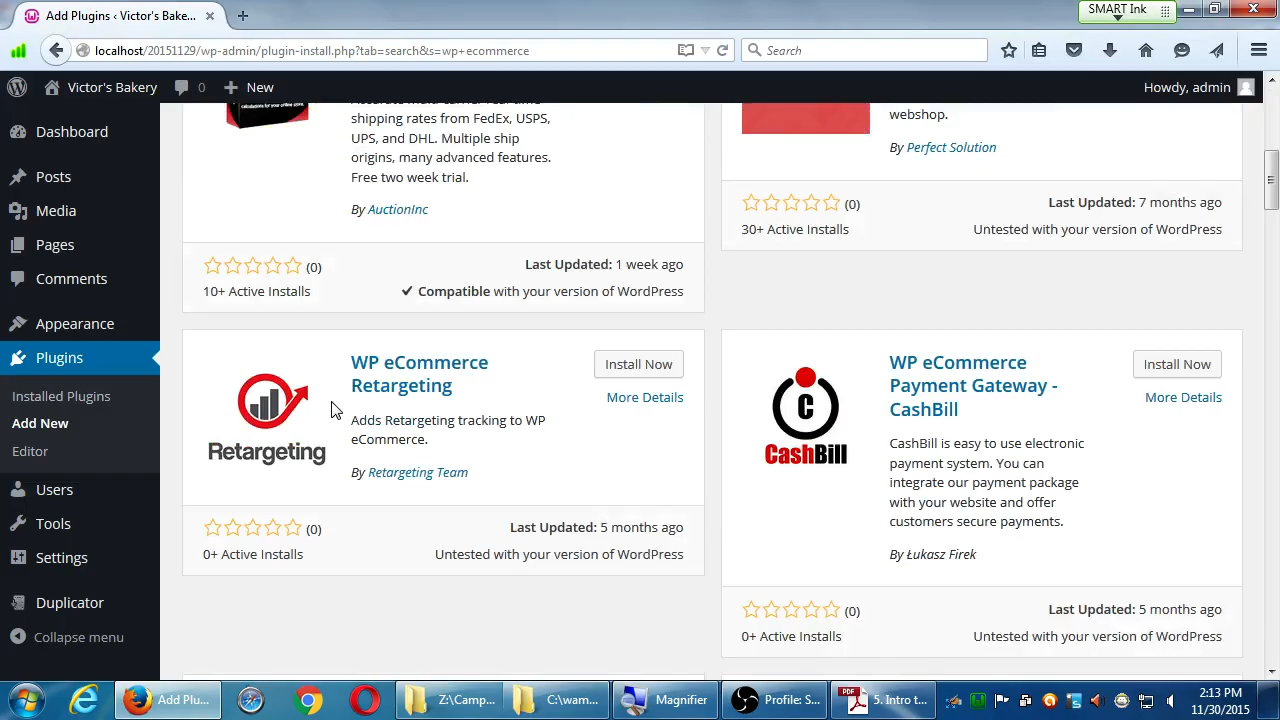 Add Plugins ‹ Victor's Bake...
SMART Ink
localhost/20151129/wp-admin/plugin-install.php?tab=search&s=wp+ecommerce
Search
Victor's Bakery
0
New
Howdy, admin
Dashboard
Posts
Media
Pages
Comments
Appearance
Plugins
Installed Plugins
Add New
Editor
Users
Tools
Settings
Duplicator
Collapse menu
shipping rates from FedEx, USPS,
UPS, and DHL. Multiple ship
origins, many advanced features.
Free two week trial.
By AuctionInc
(0)
Last Updated: 1 week ago
10+ Active Installs
Compatible with your version of WordPress
webshop.
By Perfect Solution
(0)
Last Updated: 7 months ago
30+ Active Installs
Untested with your version of WordPress
Retargeting
WP eCommerce
Retargeting
Install Now
More Details
Adds Retargeting tracking to WP
eCommerce.
By Retargeting Team
(0)
Last Updated: 5 months ago
0+ Active Installs
Untested with your version of WordPress
C
CashBill
WP eCommerce
Payment Gateway -
CashBill
Install Now
More Details
CashBill is easy to use electronic
payment system. You can
integrate our payment package
with your website and offer
customers secure payments.
By Łukasz Firek
(0)
Last Updated: 5 months ago
0+ Active Installs
Untested with your version of WordPress
Add Plu...
Z:\Camp...
C:\wam...
Magnifier
Profile: S...
PDF
5. Intro t...
2:13 PM
11/30/2015